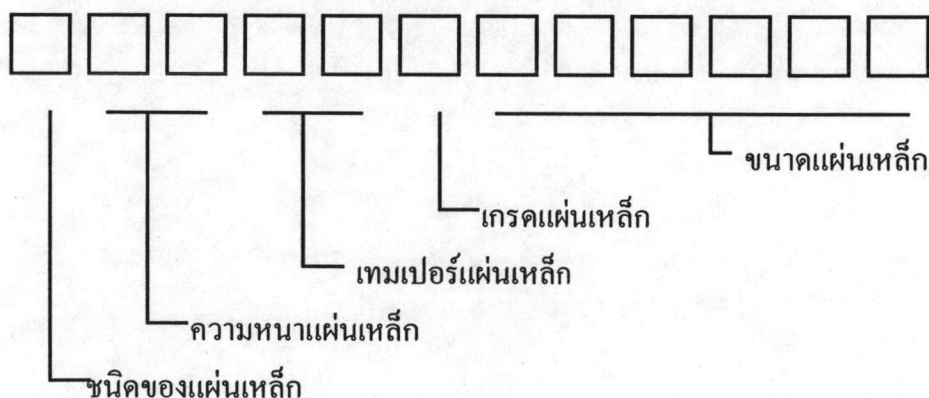 ขนาดแผ่นเหล็ก
เกรดแผ่นเหล็ก
เทมเปอร์แผ่นเหล็ก
ความหนาแผ่นเหล็ก
ชนิดของแผ่นเหล็ก